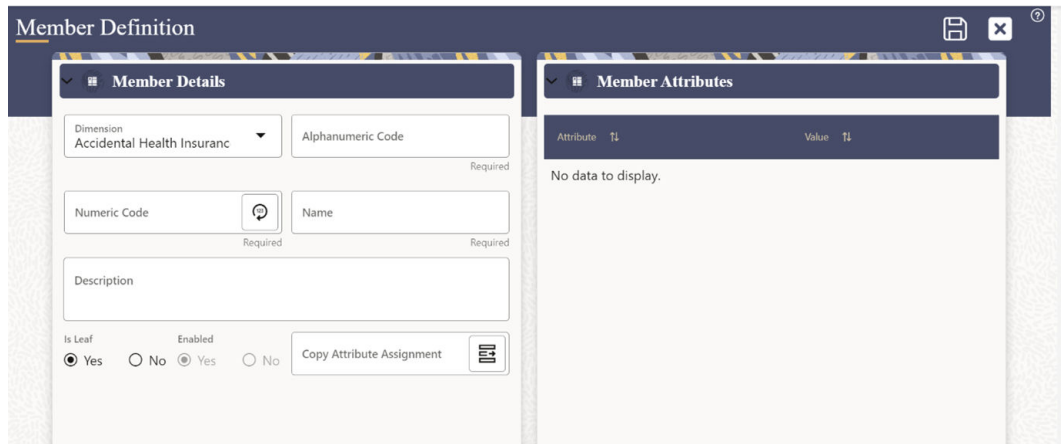 Member Definition
Member Details
Dimension
Accidental Health Insuranc
Alphanumeric Code
Required
Numeric Code
Name
Required
Required
Description
Is Leaf
Enabled
Yes
No
Yes
No
Copy Attribute Assignment
Member Attributes
Attribute
Value
No data to display.